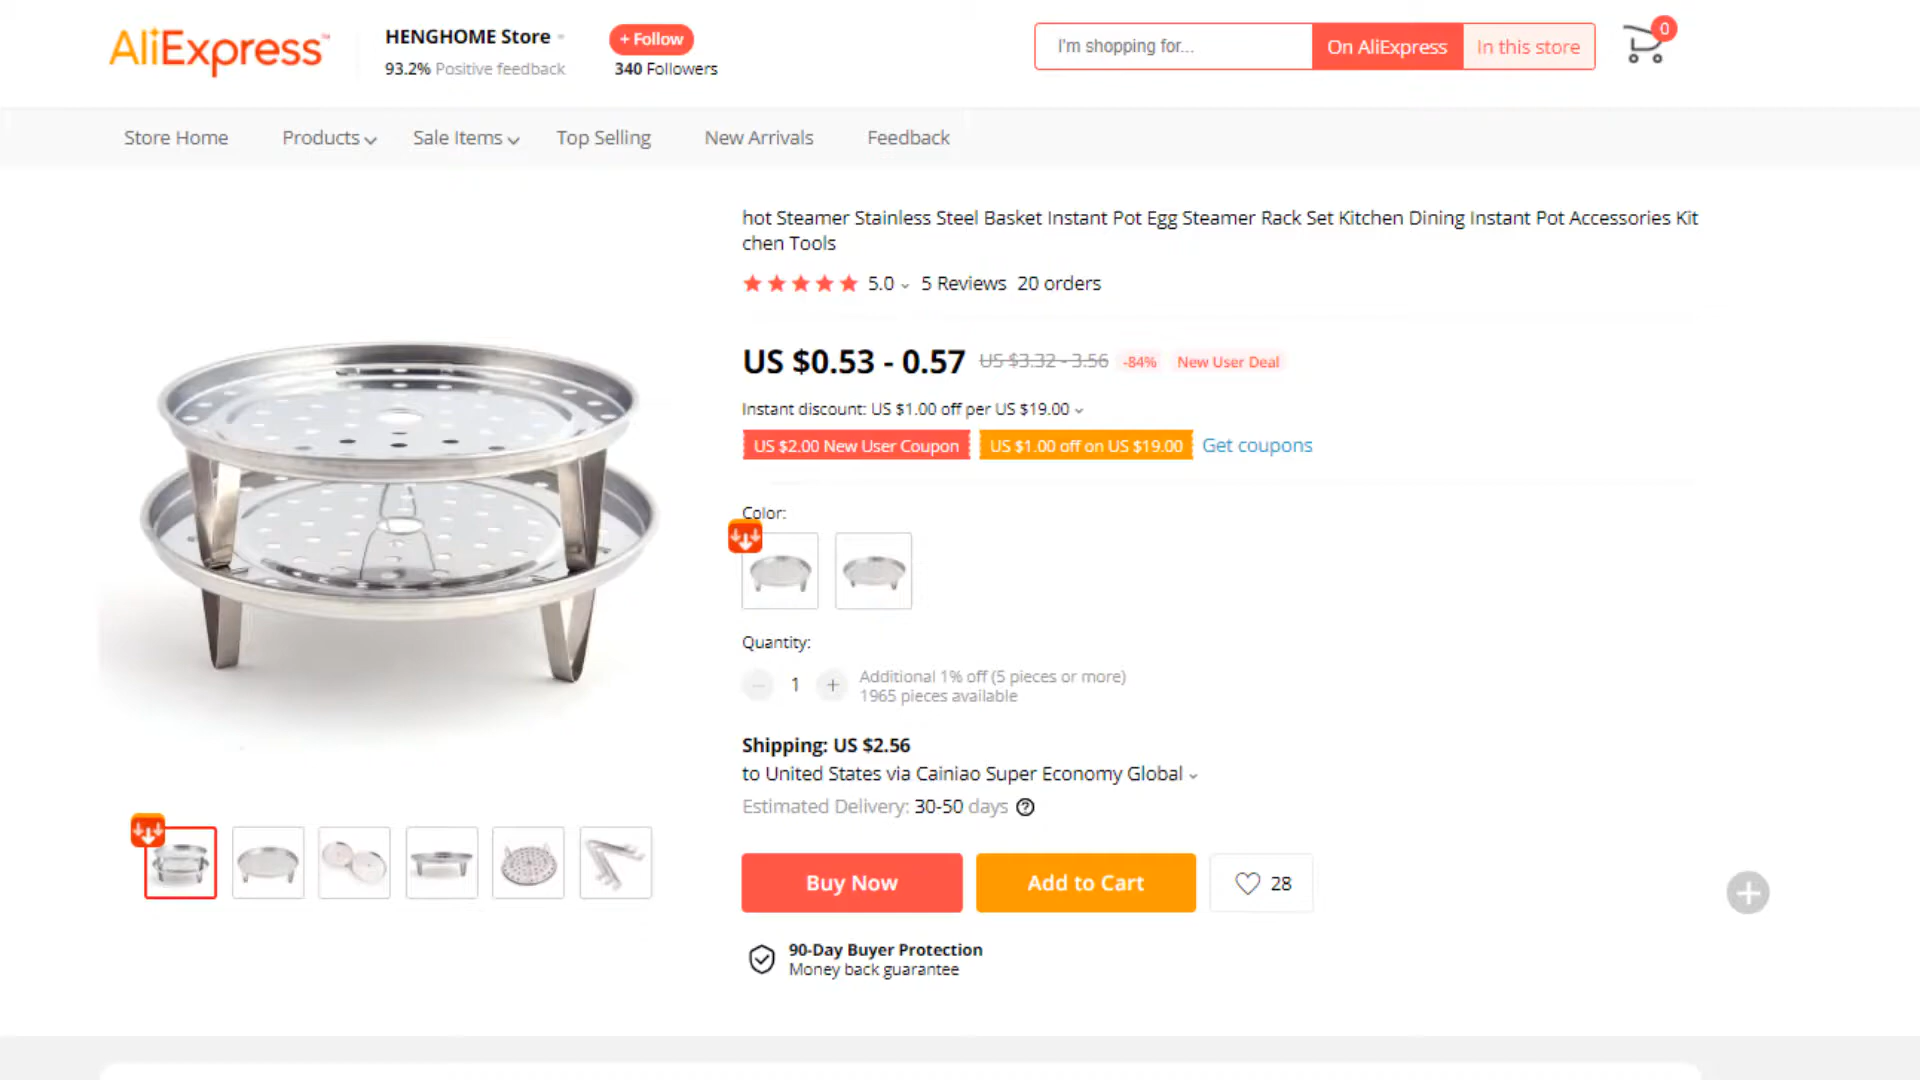 AliExpress™
HENGHOME Store
93.2% Positive feedback
+ Follow
340 Followers
I'm shopping for...
On AliExpress
In this store
0
Store Home
Products
Sale Items
Top Selling
New Arrivals
Feedback
hot Steamer Stainless Steel Basket Instant Pot Egg Steamer Rack Set Kitchen Dining Instant Pot Accessories Kit
chen Tools
5.0 5 Reviews 20 orders
US $0.53 - 0.57 US $3.32 - 3.56 -84% New User Deal
Instant discount: US $1.00 off per US $19.00
US $2.00 New User Coupon US $1.00 off on US $19.00 Get coupons
Color:
Quantity:
1
Additional 1% off (5 pieces or more)
1965 pieces available
Shipping: US $2.56
to United States via Cainiao Super Economy Global
Estimated Delivery: 30-50 days
Buy Now
Add to Cart
28
90-Day Buyer Protection
Money back guarantee